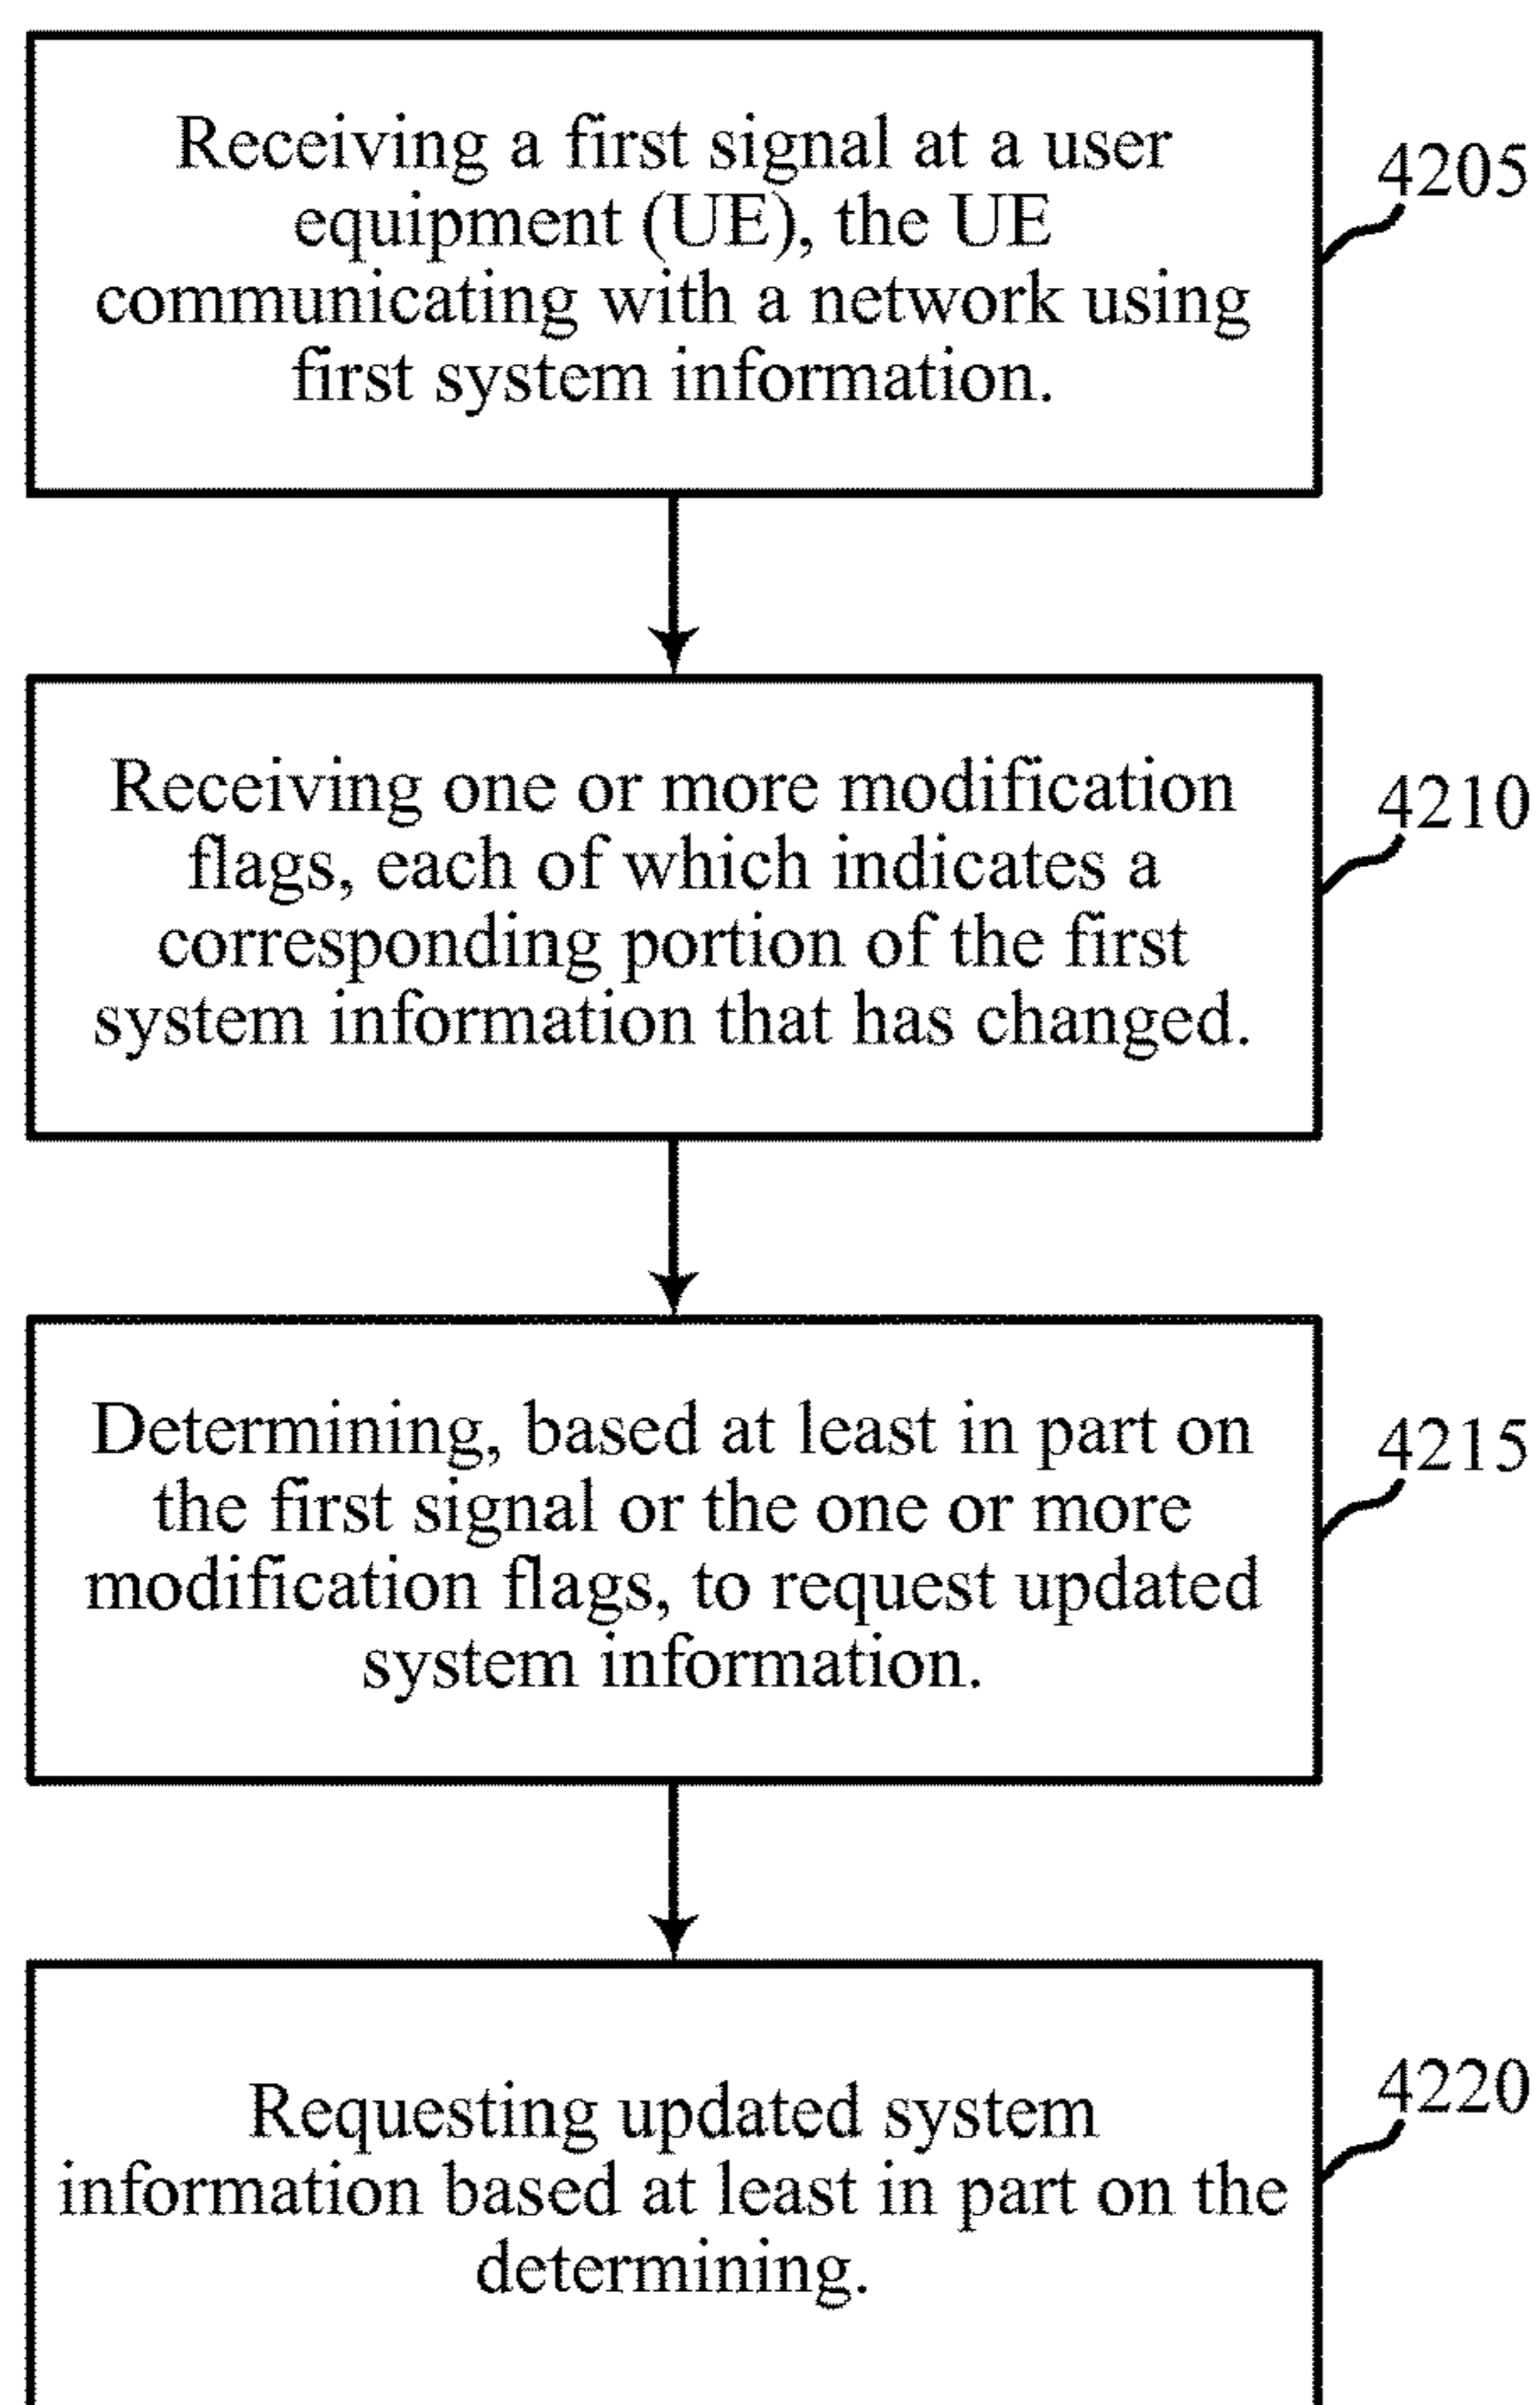 Receiving a first signal at a user
equipment (UE), the UE
communicating with a network using
first system information.
4205
Receiving one or more modification
flags, each of which indicates a
corresponding portion of the first
system information that has changed.
4210
Determining, based at least in part on
the first signal or the one or more
modification flags, to request updated
system information.
4215
Requesting updated system
information based at least in part on the
determining.
4220